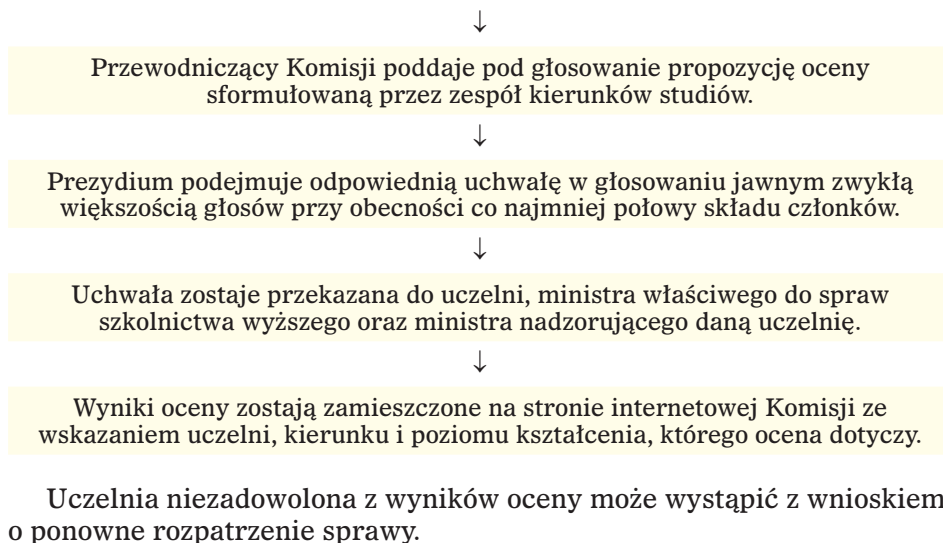 ↓
Przewodniczący Komisji poddaje pod głosowanie propozycję oceny
sformułowaną przez zespół kierunków studiów.
↓
Prezydium podejmuje odpowiednią uchwałę w głosowaniu jawnym zwykłą
większością głosów przy obecności co najmniej połowy składu członków.
↓
Uchwała zostaje przekazana do uczelni, ministra właściwego do spraw
szkolnictwa wyższego oraz ministra nadzorującego daną uczelnię.
↓
Wyniki oceny zostają zamieszczone na stronie internetowej Komisji ze
wskazaniem uczelni, kierunku i poziomu kształcenia, którego ocena dotyczy.
Uczelnia niezadowolona z wyników oceny może wystąpić z wnioskiem
o ponowne rozpatrzenie sprawy.